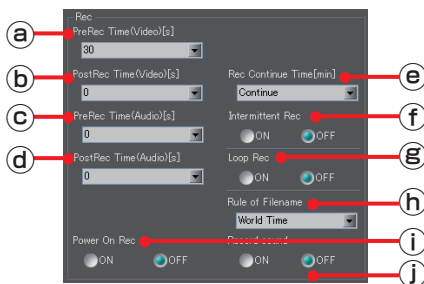 Rec
a
PreRec Time(Video)[s]
30
b
PostRec Time(Video)[s]
0
Rec Continue Time[min]
e
Continue
c
PreRec Time(Audio)[s]
0
Intermittent Rec
f
ON OFF
d
PostRec Time(Audio)[s]
0
Loop Rec
g
ON OFF
Rule of Filename
h
World Time
Power On Rec
i
ON OFF
Record sound
ON OFF
j